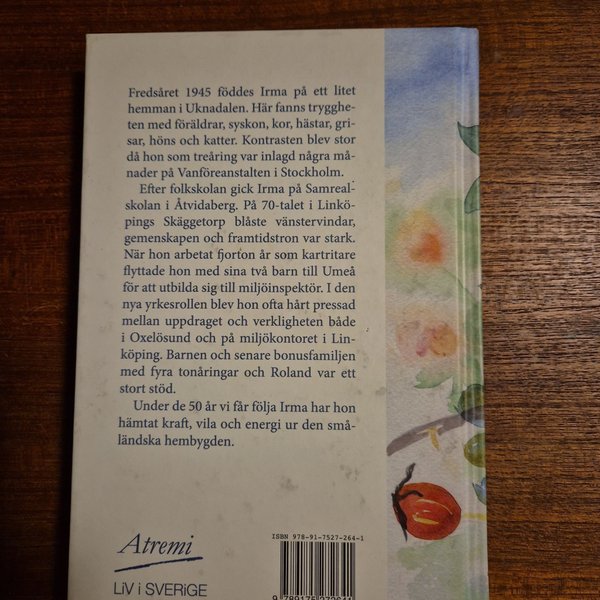 Fredsåret 1945 föddes Irma på ett litet
hemman i Uknadalen. Här fanns trygghe-
ten med föräldrar, syskon, kor, hästar, gri-
sar, höns och katter. Kontrasten blev stor
då hon som treåring var inlagd några må-
nader på Vanföreanstalten i Stockholm.
Efter folkskolan gick Irma på Samreal-
skolan i Åtvidaberg. På 70-talet i Linkö-
pings Skäggetorp blåste vänstervindar,
gemenskapen och framtidstron var stark.
När hon arbetat fjorton år som kartritare
flyttade hon med sina två barn till Umeå
för att utbilda sig till miljöinspektör. I den
nya yrkesrollen blev hon ofta hårt pressad
mellan uppdraget och verkligheten både
i Oxelösund och på miljökontoret i Lin-
köping. Barnen och senare bonusfamiljen
med fyra tonåringar och Roland var ett
stort stöd.
Under de 50 år vi får följa Irma har hon
hämtat kraft, vila och energi ur den små-
ländska hembygden.
ISBN 978-91-7527-264-1
Atremi
LiV i SVERiGE
9 789175 272641